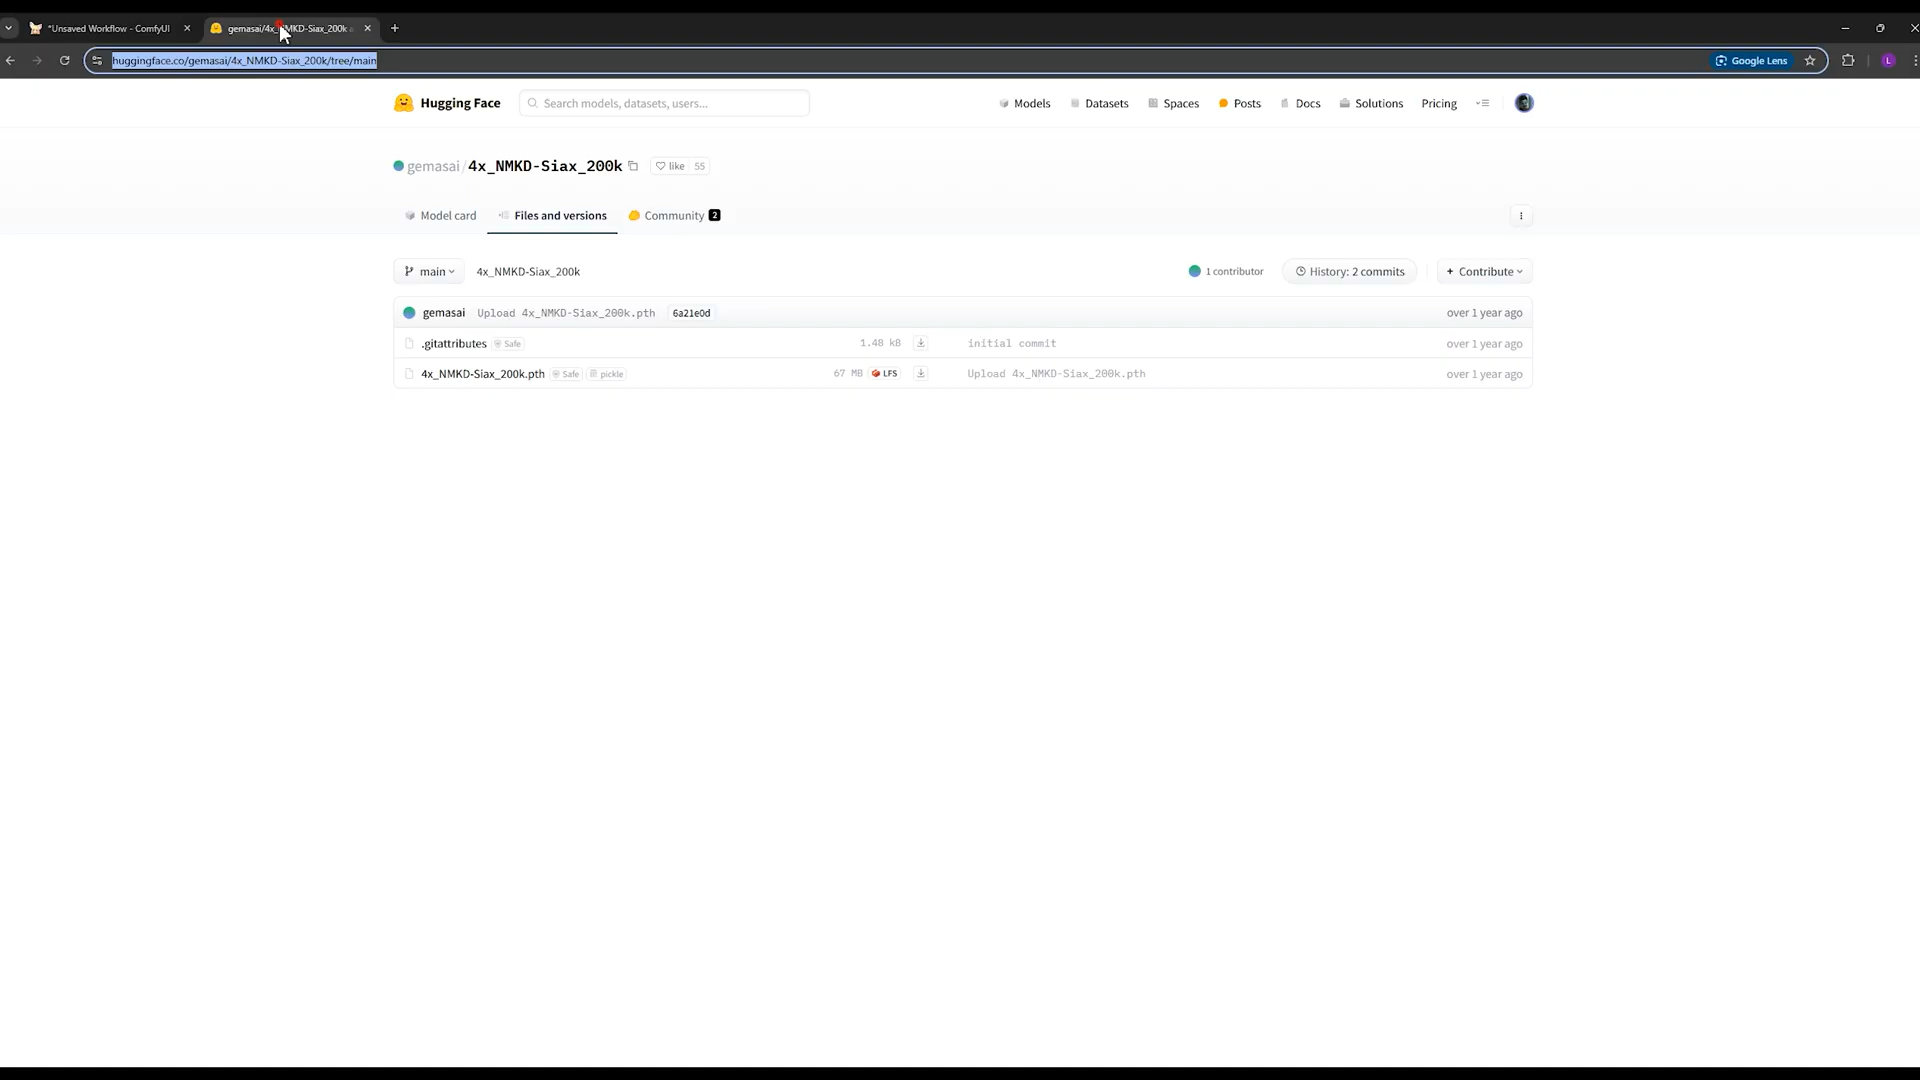 *Unsaved Workflow - ComfyUI
gemasai/4x_NMKD-Siax_200k
huggingface.co/gemasai/4x_NMKD-Siax_200k/tree/main
Google Lens
L
Hugging Face
Search models, datasets, users...
Models
Datasets
Spaces
Posts
Docs
Solutions
Pricing
gemasai/4x_NMKD-Siax_200k
like 55
Model card
Files and versions
Community 2
main
4x_NMKD-Siax_200k
1 contributor
History: 2 commits
+ Contribute
gemasai Upload 4x_NMKD-Siax_200k.pth 6a21e0d over 1 year ago
.gitattributes Safe 1.48 kB initial commit over 1 year ago
4x_NMKD-Siax_200k.pth Safe pickle 67 MB LFS Upload 4x_NMKD-Siax_200k.pth over 1 year ago